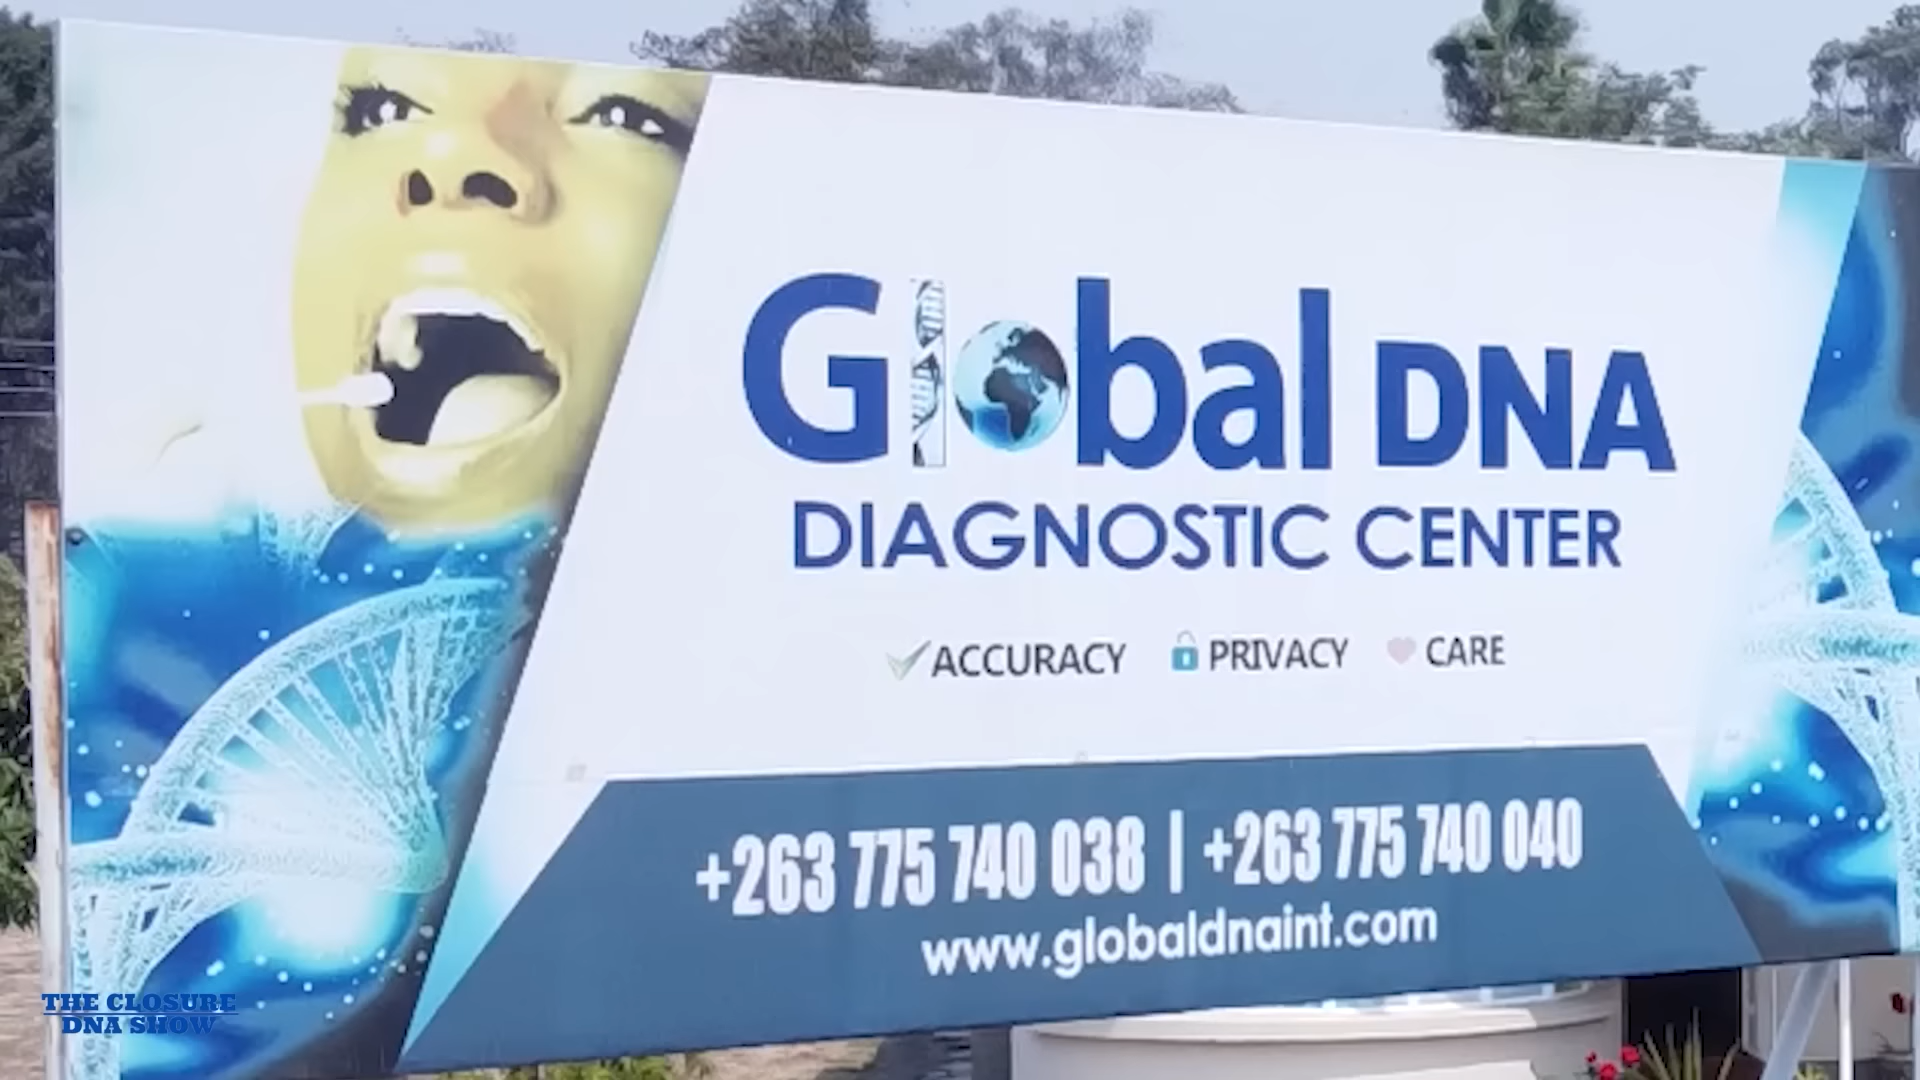 Global DNA
DIAGNOSTIC CENTER
ACCURACY PRIVACY CARE
+263 775 740 038 | +263 775 740 040
www.globaldnaint.com
THE CLOSURE
DNA SHOW